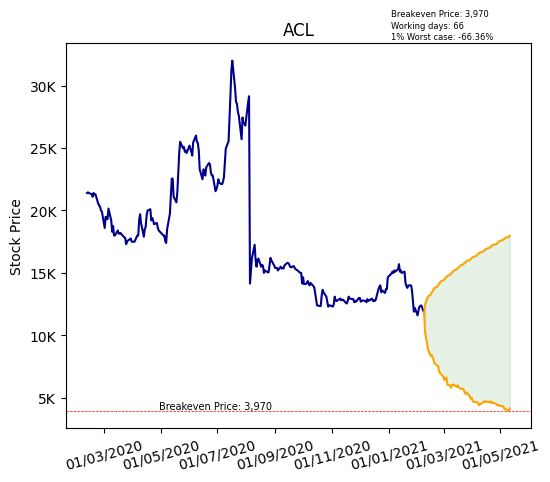 Breakeven Price: 3,970
Working days: 66
1% Worst case: -66.36%
ACL
Stock Price
30K
25K
20K
15K
10K
5K
Breakeven Price: 3,970
01/03/2020 01/05/2020 01/07/2020 01/09/2020 01/11/2020 01/01/2021 01/03/2021 01/05/2021